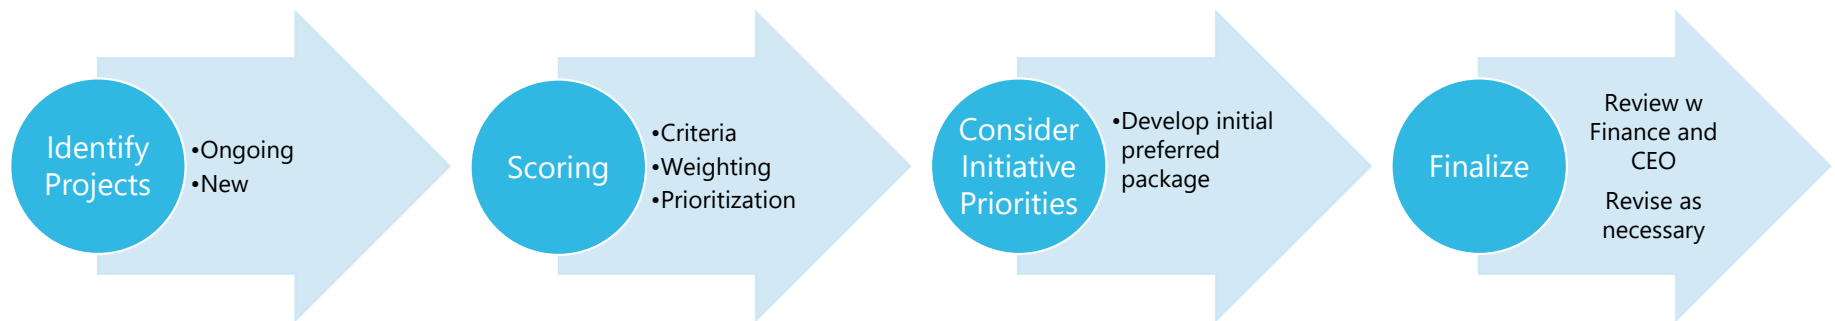 Identify
Projects
•Ongoing
•New
Scoring
•Criteria
•Weighting
•Prioritization
Consider
Initiative
Priorities
•Develop initial
preferred
package
Finalize
Review w
Finance and
CEO
Revise as
necessary